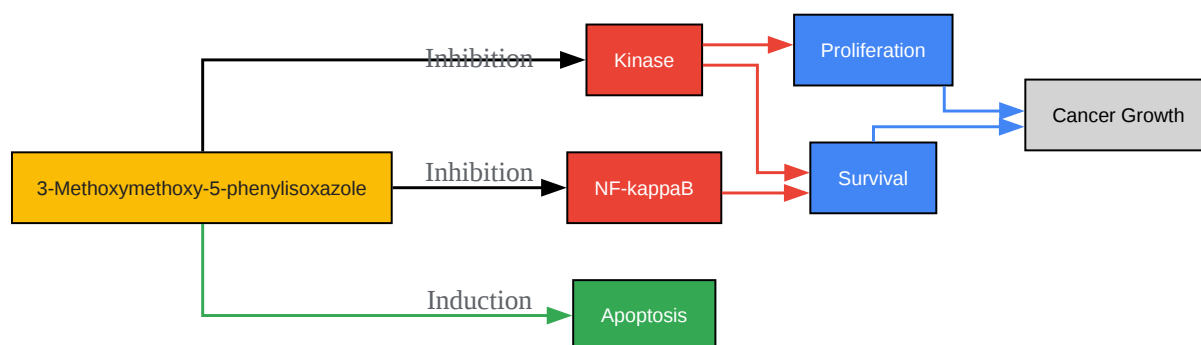 Inhibition
Kinase
Proliferation
Cancer Growth
3-Methoxymethoxy-5-phenylisoxazole
Inhibition
NF-kappaB
Survival
Induction
Apoptosis